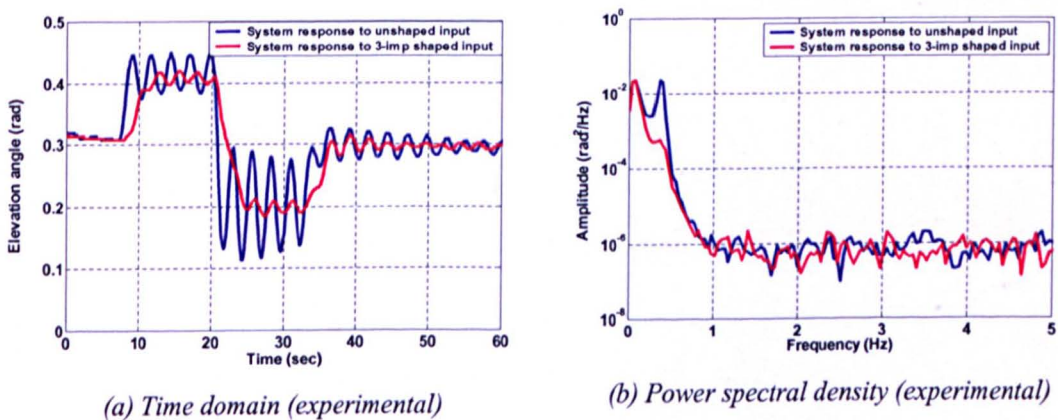 0.5
0.4
0.3
0.2
0.1
0
Elevation angle (rad)
System response to unshaped input
System response to 3-imp shaped input
0 10 20 30 40 50 60
Time (sec)
(a) Time domain (experimental)
10^0
10^-2
10^-4
10^-6
10^-8
Amplitude (rad^2/Hz)
System response to unshaped input
System response to 3-imp shaped input
0 1 2 3 4 5
Frequency (Hz)
(b) Power spectral density (experimental)